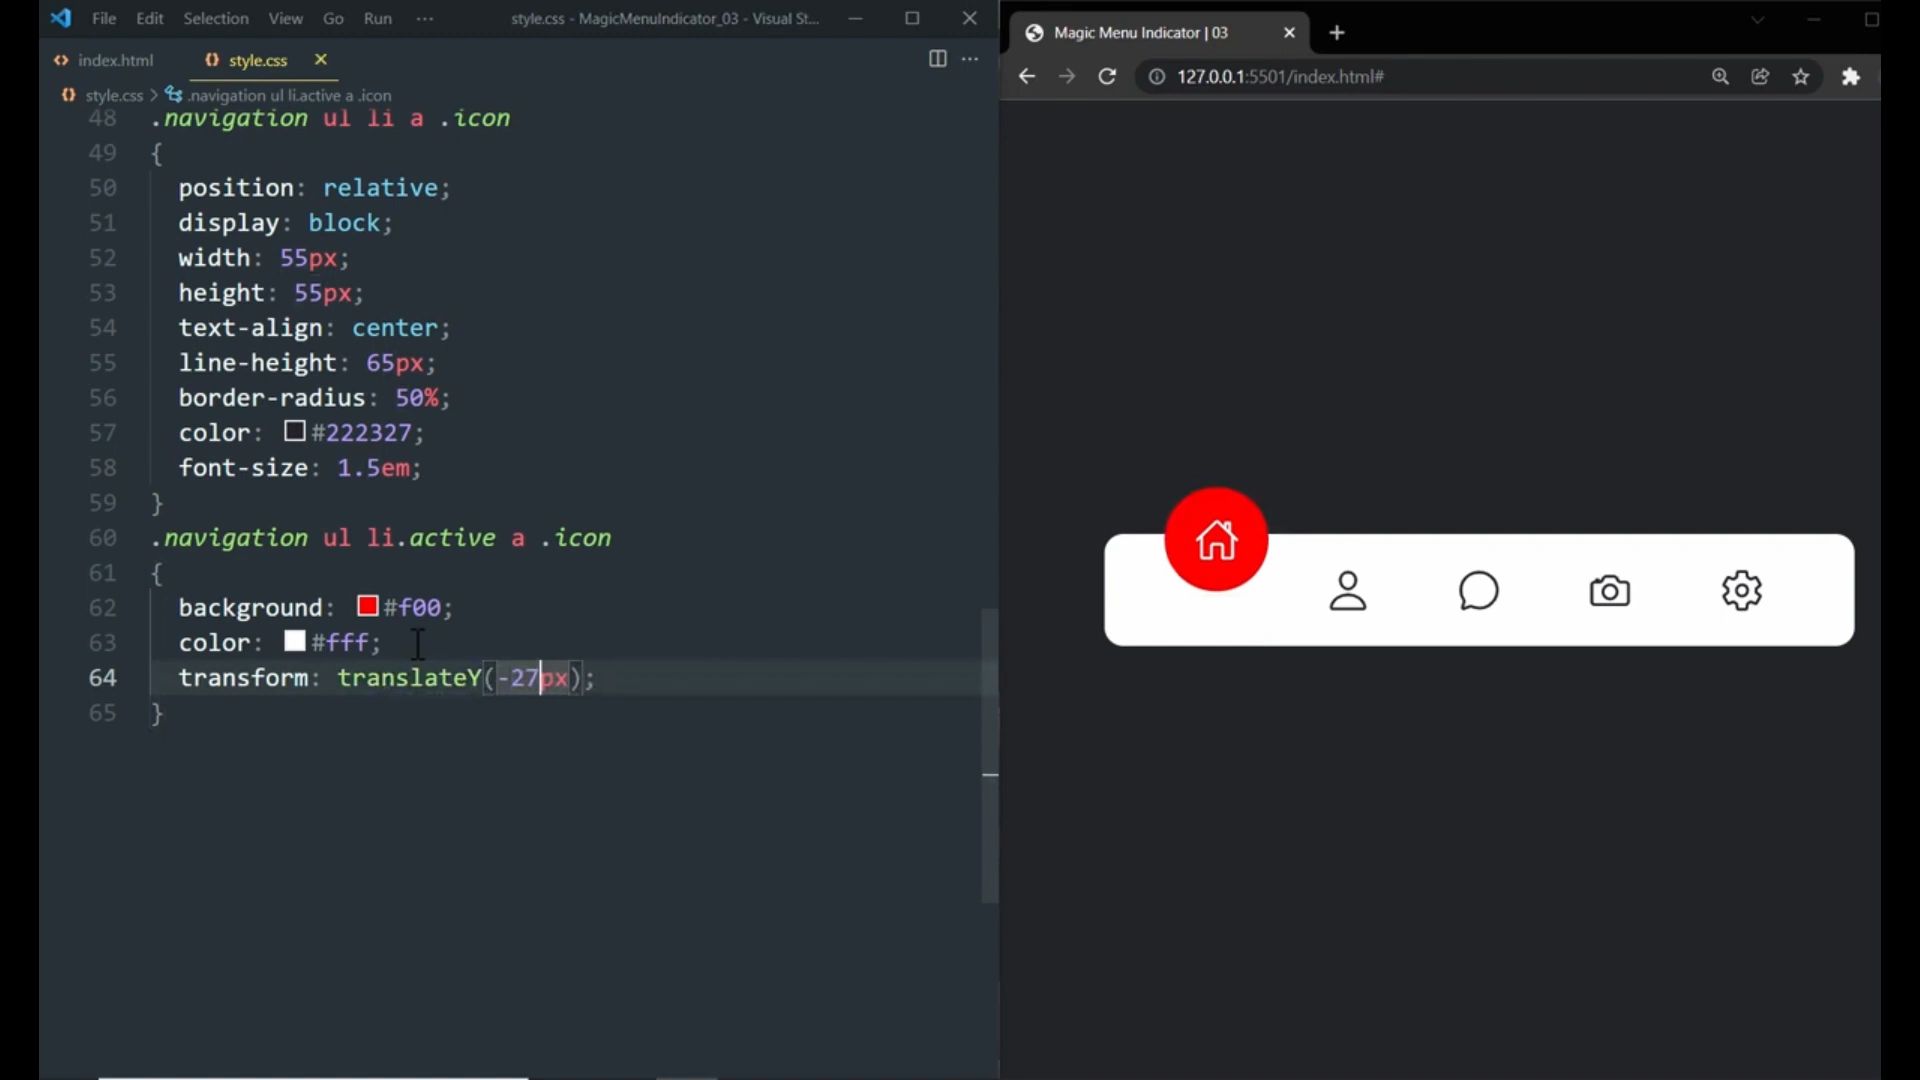 File Edit Selection View Go Run ··· style.css - MagicMenuIndicator_03 - Visual St...
index.html style.css
style.css > .navigation ul li.active a .icon
48 .navigation ul li a .icon
49 {
50 position: relative;
51 display: block;
52 width: 55px;
53 height: 55px;
54 text-align: center;
55 line-height: 65px;
56 border-radius: 50%;
57 color: #222327;
58 font-size: 1.5em;
59 }
60 .navigation ul li.active a .icon
61 {
62 background: #f00;
63 color: #fff;
64 transform: translateY(-27px);
65 }
Magic Menu Indicator | 03
127.0.0.1:5501/index.html#